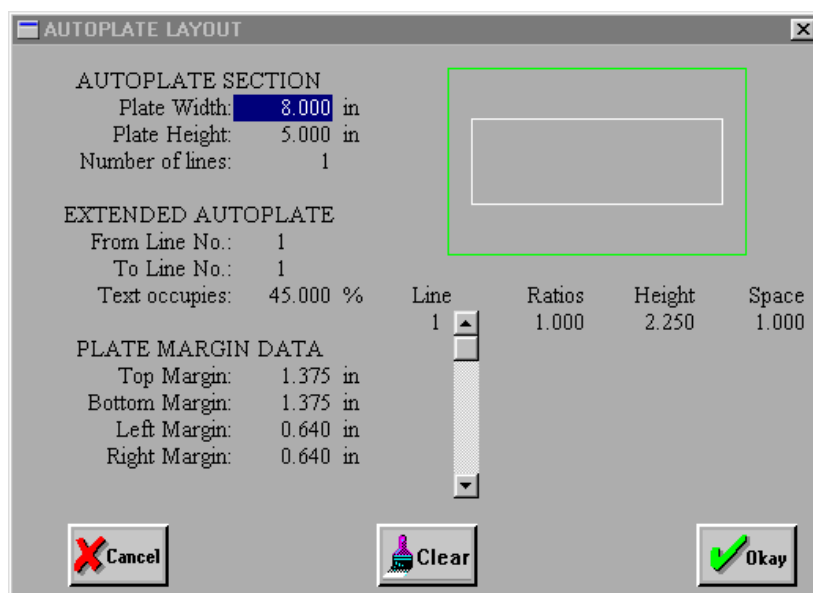 AUTOPLATE LAYOUT
AUTOPLATE SECTION
Plate Width: 8.000 in
Plate Height: 5.000 in
Number of lines: 1
EXTENDED AUTOPLATE
From Line No.: 1
To Line No.: 1
Text occupies: 45.000 %
Line Ratios Height Space
1 1.000 2.250 1.000
PLATE MARGIN DATA
Top Margin: 1.375 in
Bottom Margin: 1.375 in
Left Margin: 0.640 in
Right Margin: 0.640 in
Cancel
Clear
Okay